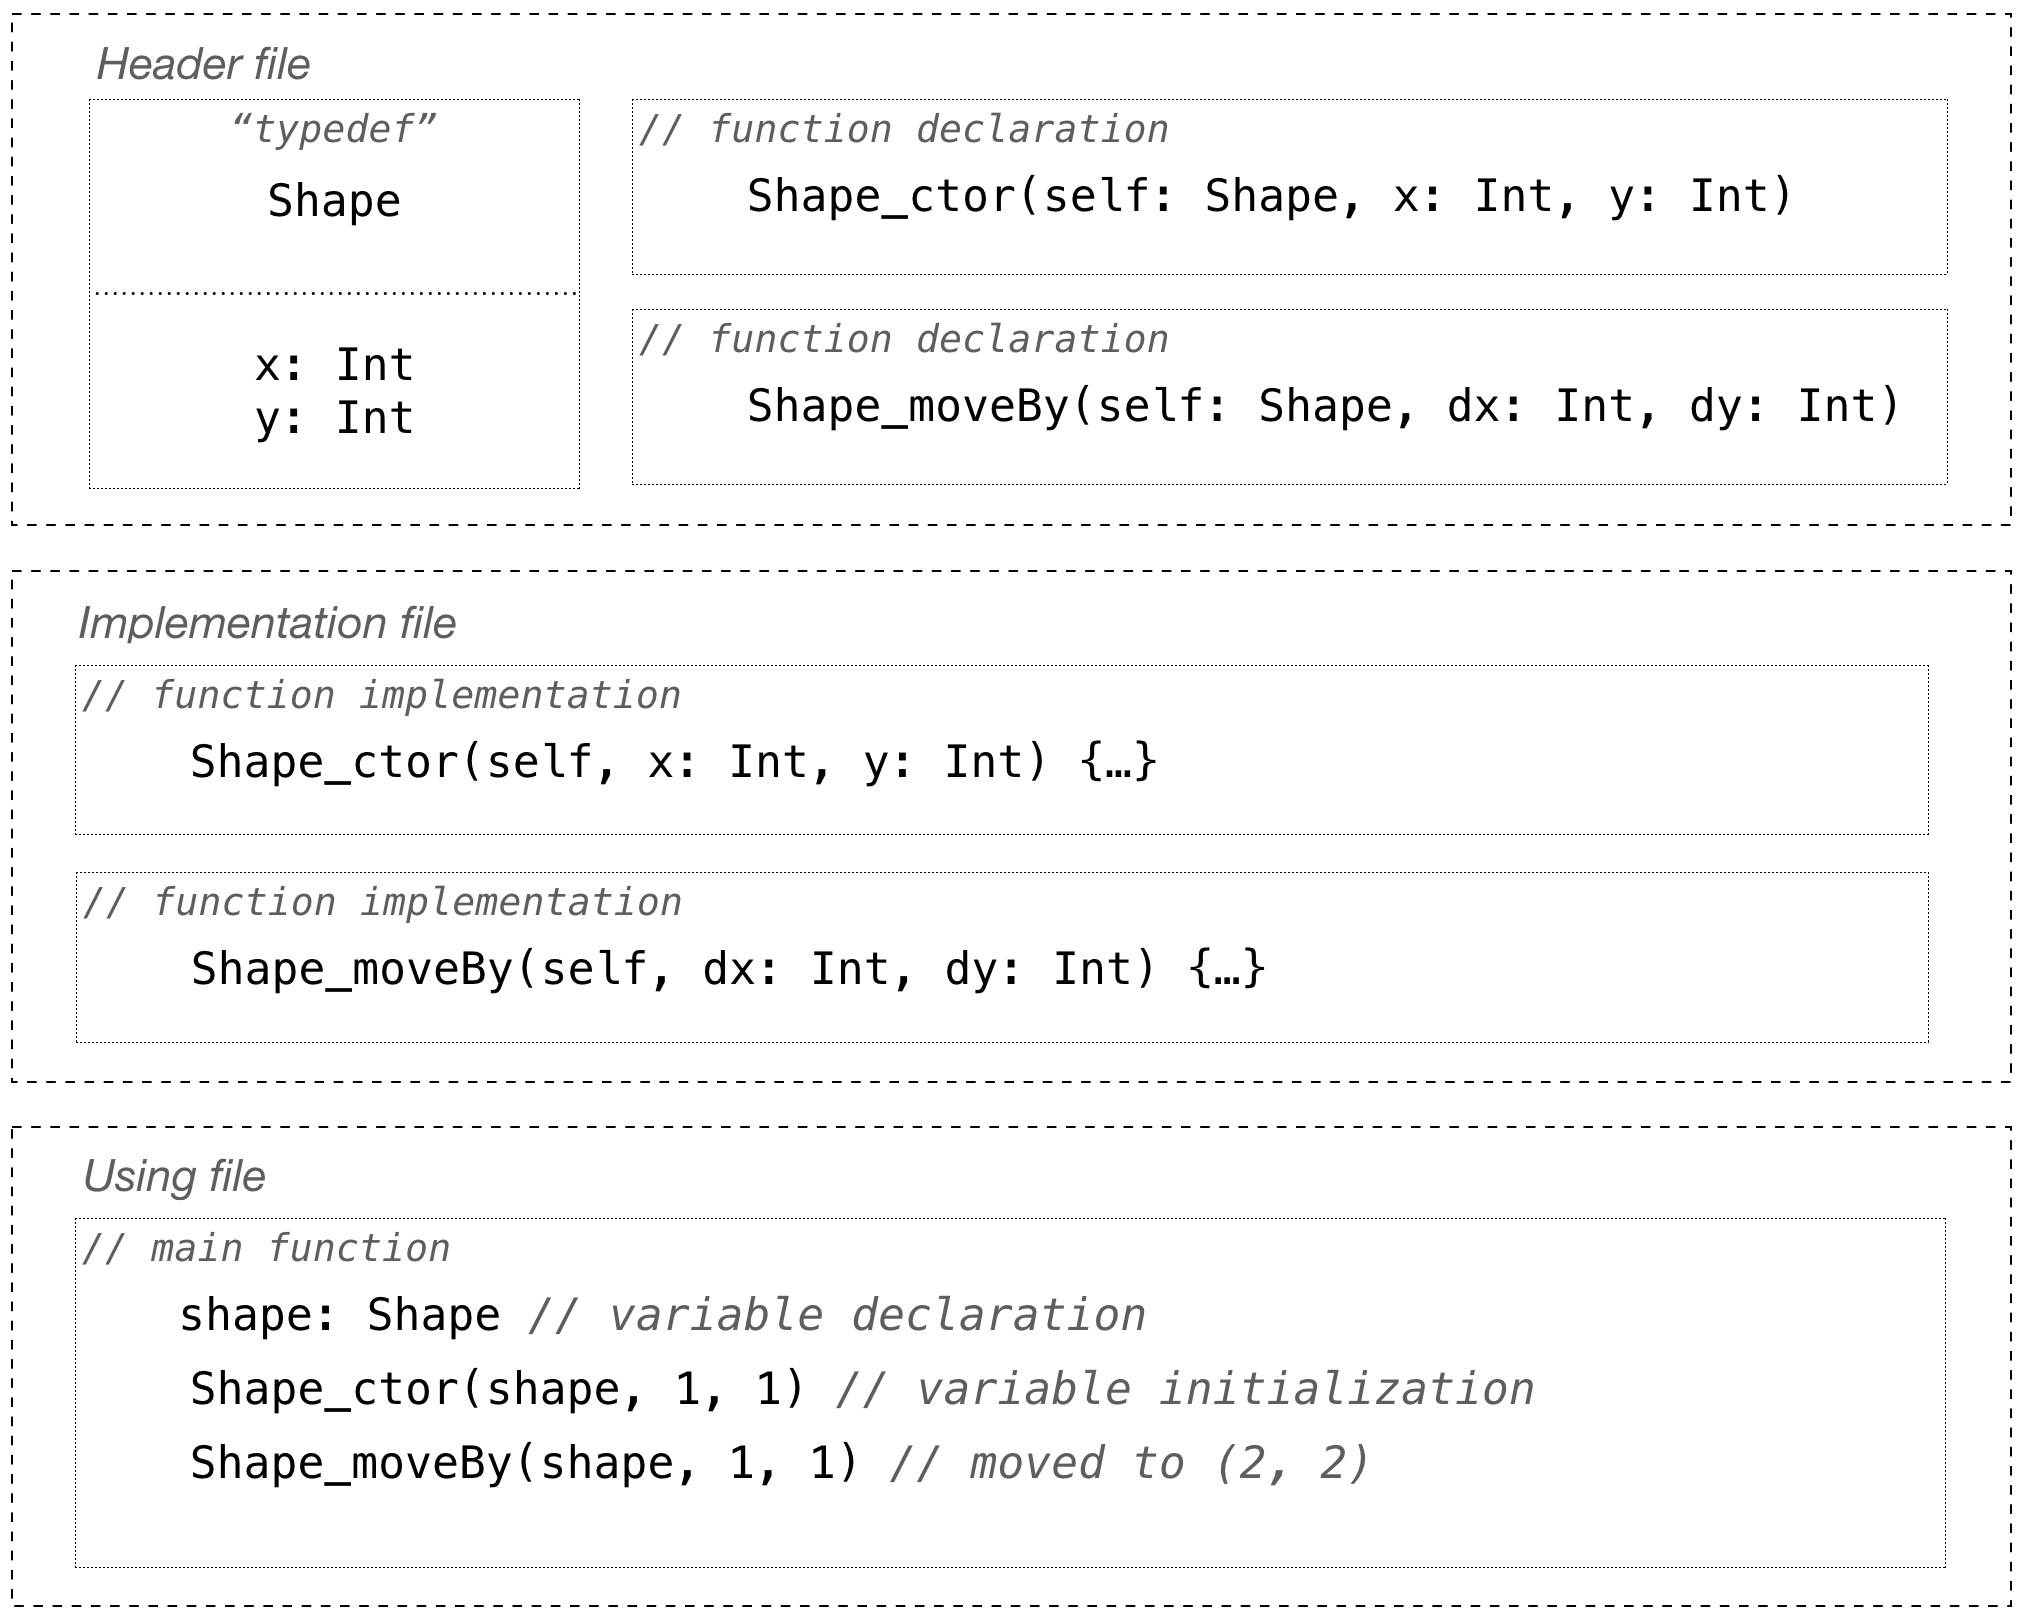 Header file
“typedef”
Shape
x: Int
y: Int
// function declaration
Shape_ctor(self: Shape, x: Int, y: Int)
// function declaration
Shape_moveBy(self: Shape, dx: Int, dy: Int)
Implementation file
// function implementation
Shape_ctor(self, x: Int, y: Int) {…}
// function implementation
Shape_moveBy(self, dx: Int, dy: Int) {…}
Using file
// main function
shape: Shape // variable declaration
Shape_ctor(shape, 1, 1) // variable initialization
Shape_moveBy(shape, 1, 1) // moved to (2, 2)